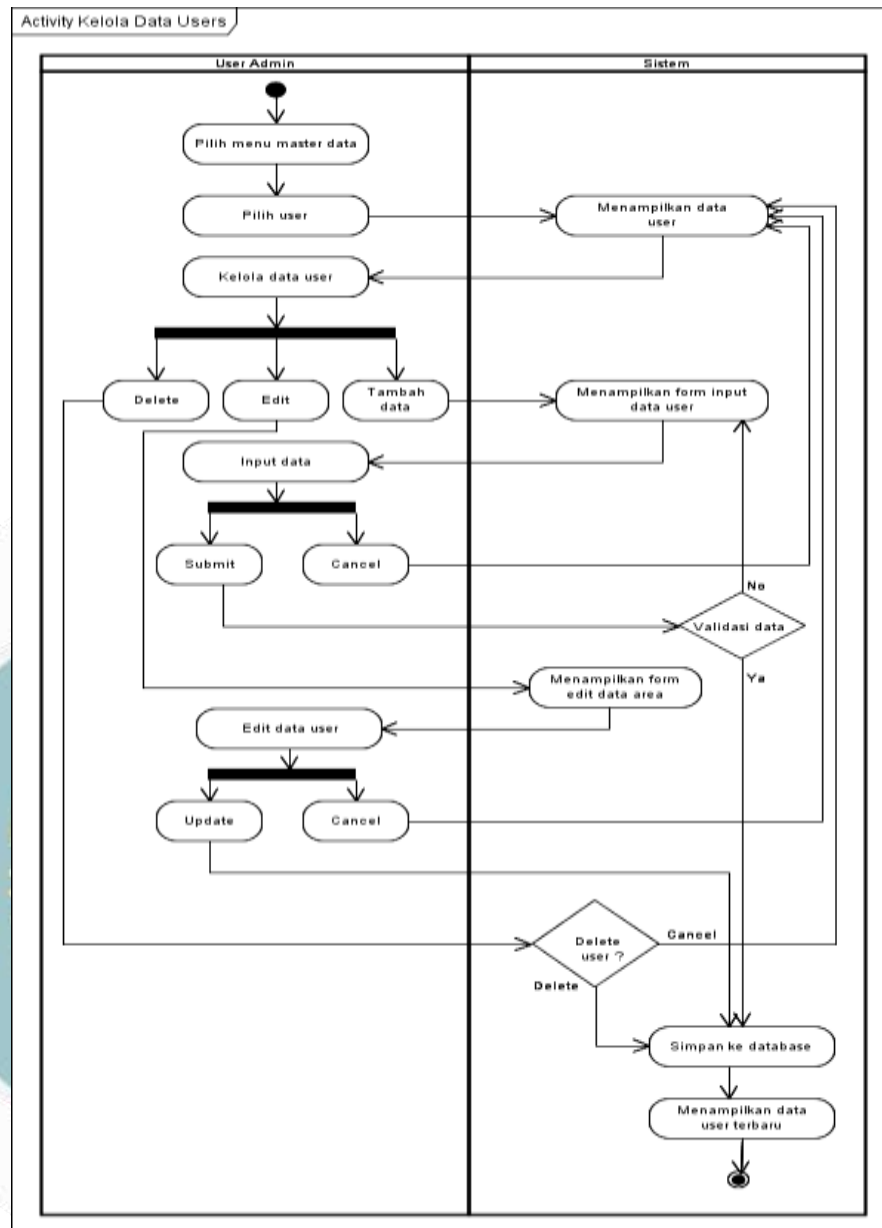 Activity Kelola Data Users
User Admin
Sistem
Pilih menu master data
Pilih user
Menampilkan data
user
Kelola data user
Delete
Edit
Tambah
data
Menampilkan form input
data user
Input data
Submit
Cancel
No
Validasi data
Ya
Menampilkan form
edit data area
Edit data user
Update
Cancel
Delete
user ?
Cancel
Delete
Simpan ke database
Menampilkan data
user terbaru